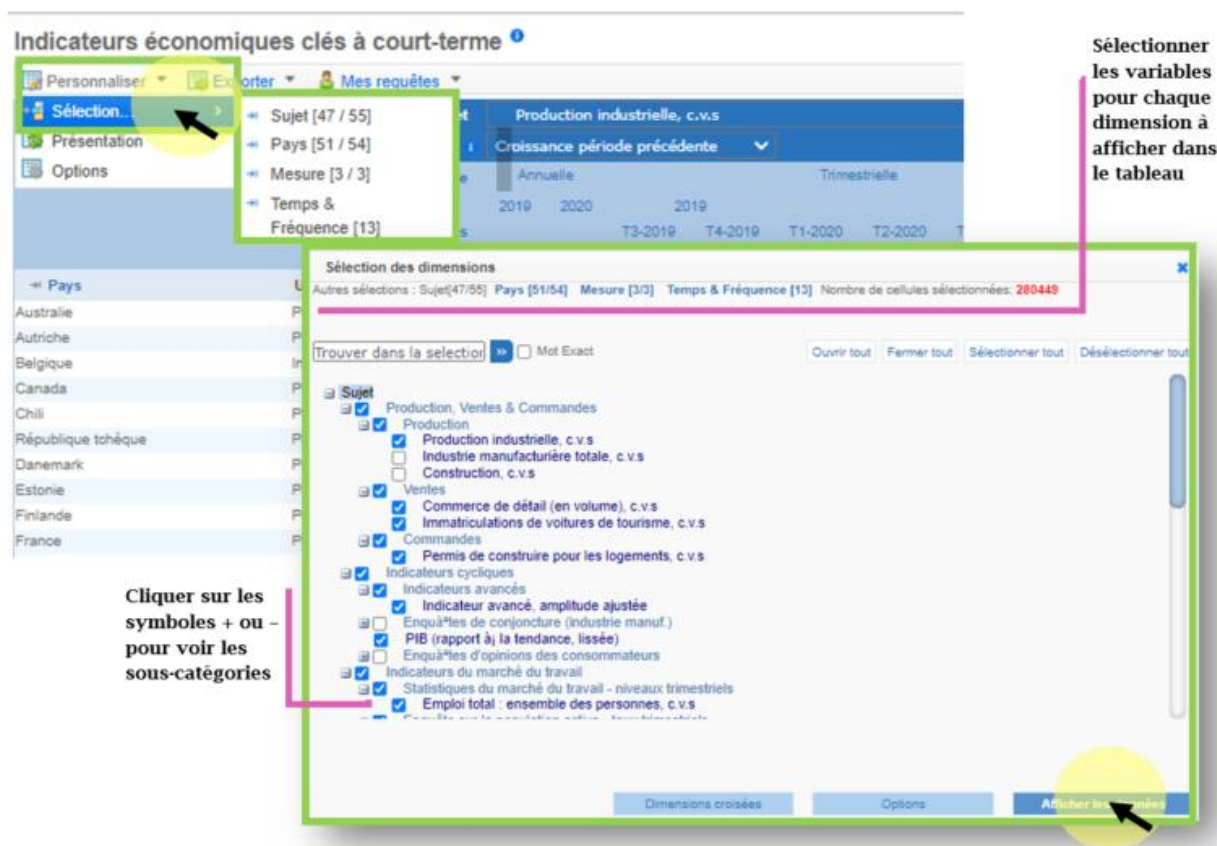 Indicateurs économiques clés à court-terme
Personnaliser Exporter Mes requêtes
Sélection...
Présentation
Options
Sujet [47 / 55]
Pays [51 / 54]
Mesure [3 / 3]
Temps &
Fréquence [13]
Production industrielle, c.v.s
Croissance période précédente
Annuelle Trimestrielle
2019 2020 2019
T3-2019 T4-2019 T1-2020 T2-2020
Pays
Australie
Autriche
Belgique
Canada
Chili
République tchèque
Danemark
Estonie
Finlande
France
Sélectionner
les variables
pour chaque
dimension à
afficher dans
le tableau
Sélection des dimensions
Autres sélections : Sujet[47/55] Pays [51/54] Mesure [3/3] Temps & Fréquence [13] Nombre de cellules sélectionnées: 280449
Trouver dans la selection Mot Exact
Ouvrir tout Fermer tout Sélectionner tout Désélectionner tout
Sujet
Production, Ventes & Commandes
Production
Production industrielle, c.v.s
Industrie manufacturière totale, c.v.s
Construction, c.v.s
Ventes
Commerce de détail (en volume), c.v.s
Immatriculations de voitures de tourisme, c.v.s
Commandes
Permis de construire pour les logements, c.v.s
Indicateurs cycliques
Indicateurs avancés
Indicateur avancé, amplitude ajustée
Enquàªtes de conjoncture (industrie manuf.)
PIB (rapport à¡ la tendance, lissée)
Enquàªtes d'opinions des consommateurs
Indicateurs du marché du travail
Statistiques du marché du travail - niveaux trimestriels
Emploi total : ensemble des personnes, c.v.s
Cliquer sur les
symboles + ou –
pour voir les
sous-catégories
Dimensions croisées Options Afficher les données